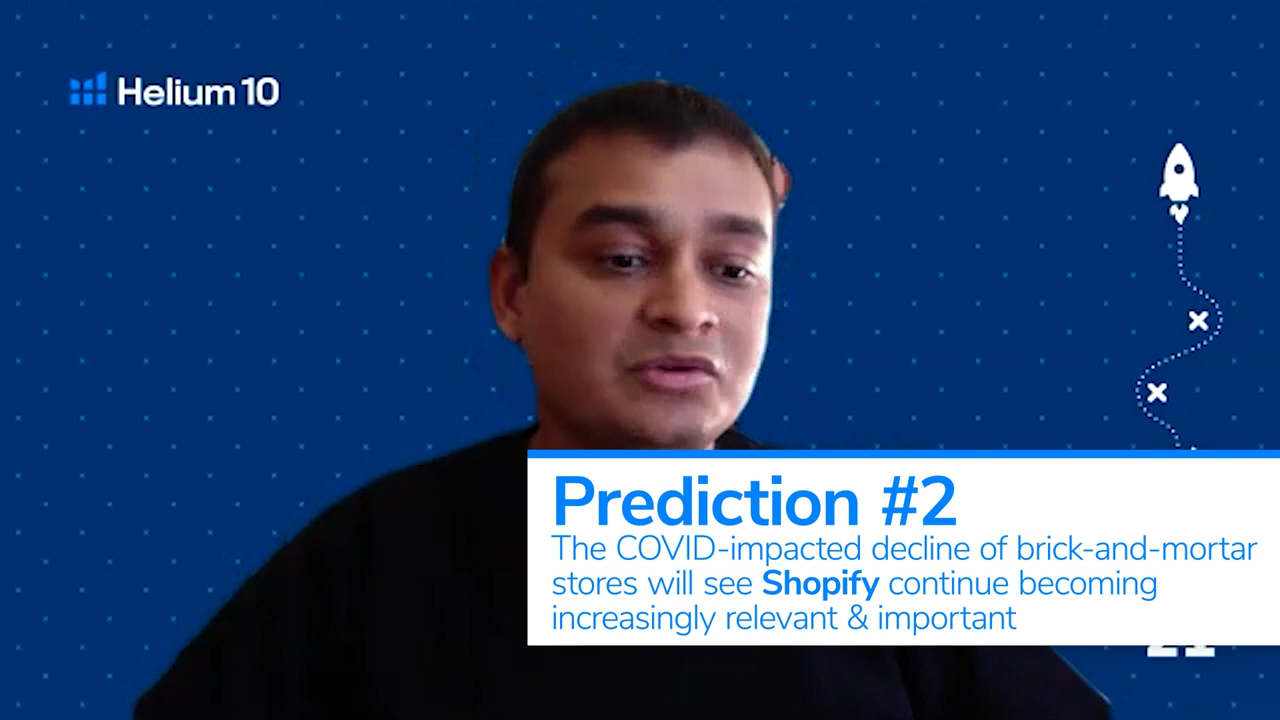 Helium 10
Prediction #2
The COVID-impacted decline of brick-and-mortar
stores will see Shopify continue becoming
increasingly relevant & important